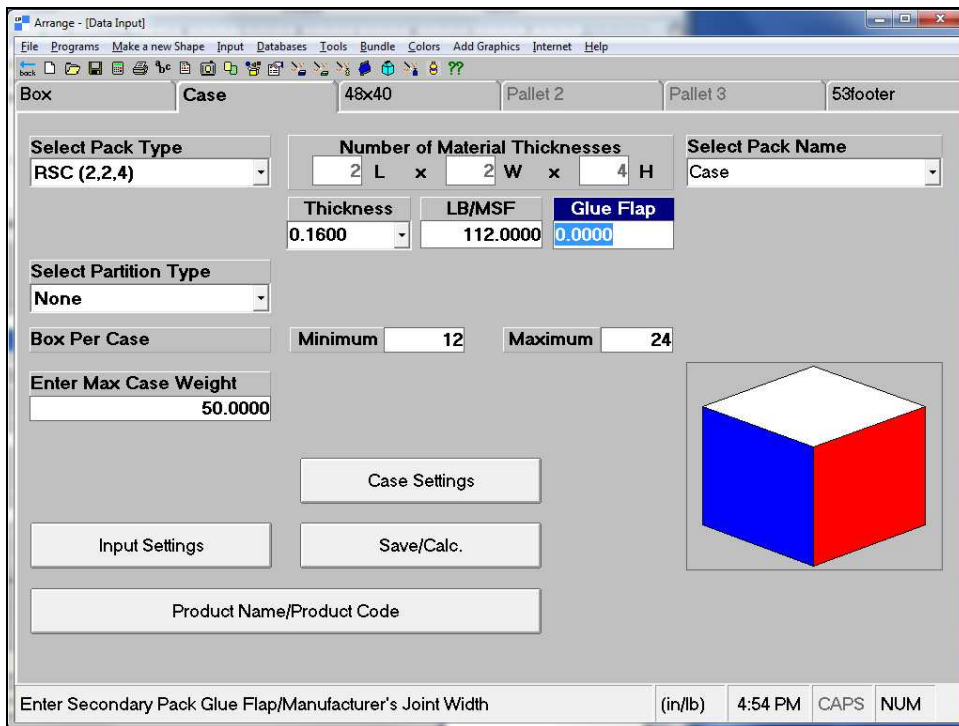 Arrange - [Data Input]
File Programs Make a new Shape Input Databases Tools Bundle Colors Add Graphics Internet Help
back abc ??
Box Case 48x40 Pallet 2 Pallet 3 53footer
Select Pack Type Number of Material Thicknesses Select Pack Name
RSC (2,2,4) 2 L x 2 W x 4 H Case
Thickness LB/MSF Glue Flap
0.1600 112.0000 0.0000
Select Partition Type
None
Box Per Case Minimum 12 Maximum 24
Enter Max Case Weight
50.0000
Case Settings
Input Settings Save/Calc.
Product Name/Product Code
Enter Secondary Pack Glue Flap/Manufacturer's Joint Width (in/lb) 4:54 PM CAPS NUM